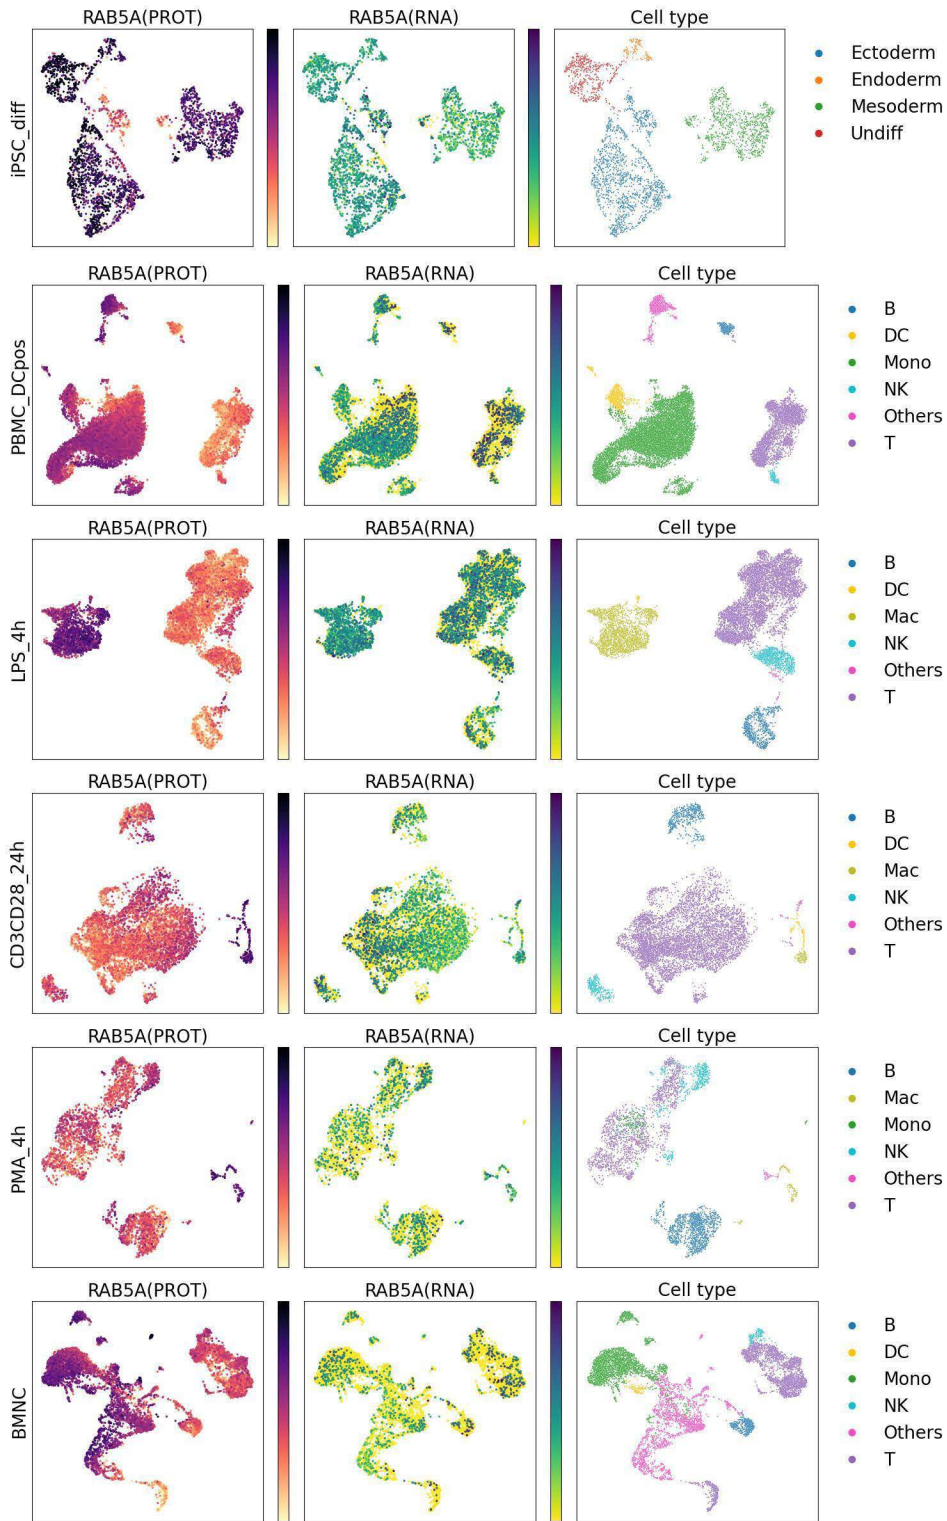 RAB5A(PROT)
RAB5A(RNA)
Cell type
iPSC_diff
Ectoderm
Endoderm
Mesoderm
Undiff
RAB5A(PROT)
RAB5A(RNA)
Cell type
PBMC_DCpos
B
DC
Mono
NK
Others
T
RAB5A(PROT)
RAB5A(RNA)
Cell type
LPS_4h
B
DC
Mac
NK
Others
T
RAB5A(PROT)
RAB5A(RNA)
Cell type
CD3CD28_24h
B
DC
Mac
NK
Others
T
RAB5A(PROT)
RAB5A(RNA)
Cell type
PMA_4h
B
Mac
Mono
NK
Others
T
RAB5A(PROT)
RAB5A(RNA)
Cell type
BMNC
B
DC
Mono
NK
Others
T